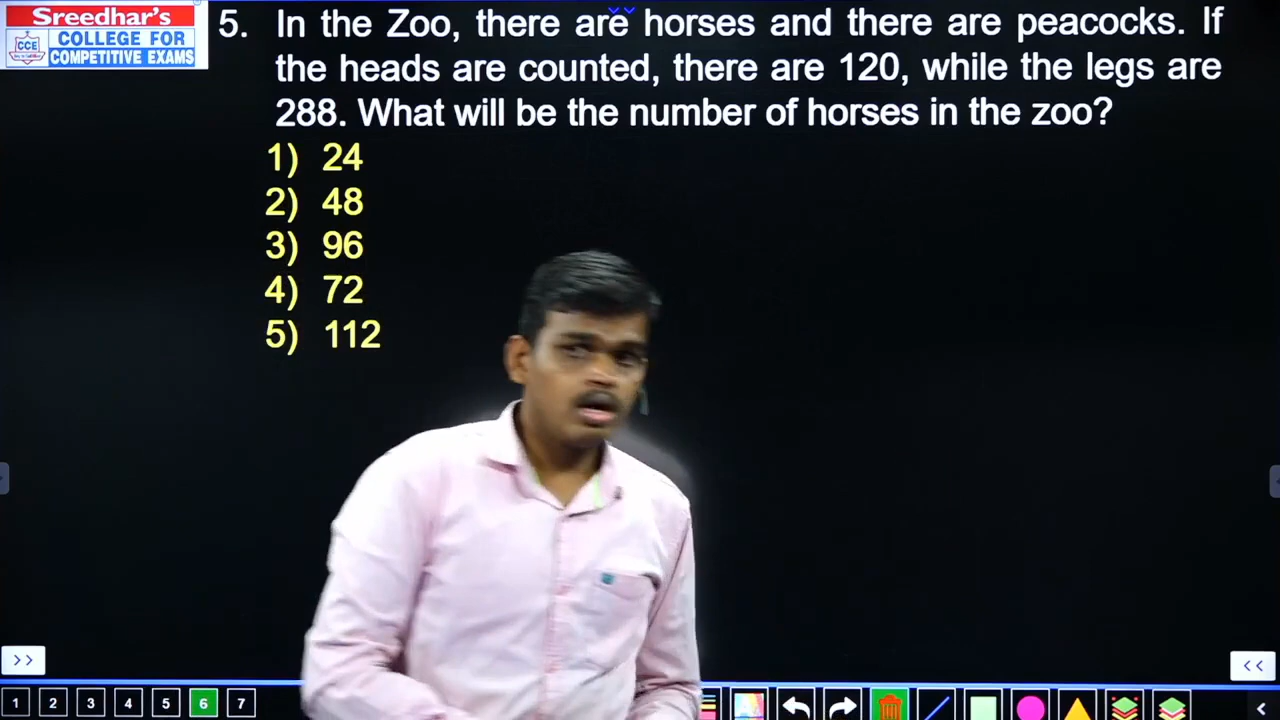 Sreedhar's
CCE
COLLEGE FOR
COMPETITIVE EXAMS
5. In the Zoo, there are horses and there are peacocks. If
the heads are counted, there are 120, while the legs are
288. What will be the number of horses in the zoo?
1) 24
2) 48
3) 96
4) 72
5) 112
>>
<<
1 2 3 4 5 6 7
<